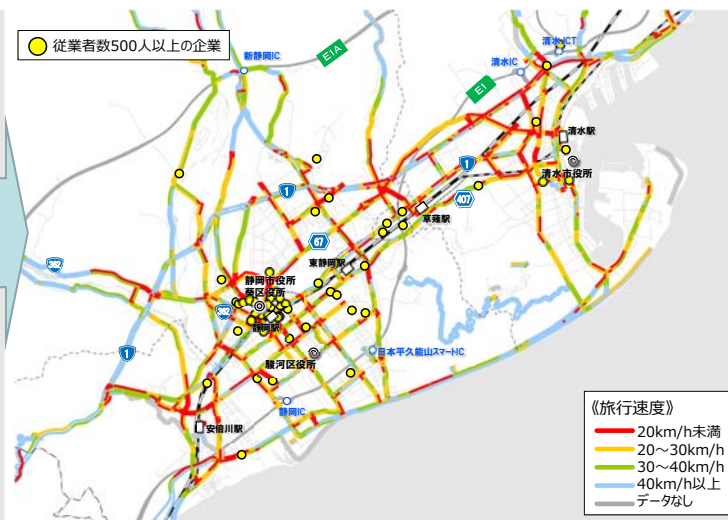 従業者数500人以上の企業
新静岡IC
E1A
清水JCT
清水IC
E1
清水駅
清水市役所
1
407
草薙駅
1
67
東静岡駅
362
静岡市役所
葵区役所
362
静岡駅
1
駿河区役所
日本平久能山スマートIC
静岡IC
安倍川駅
《旅行速度》
20km/h未満
20～30km/h
30～40km/h
40km/h以上
データなし